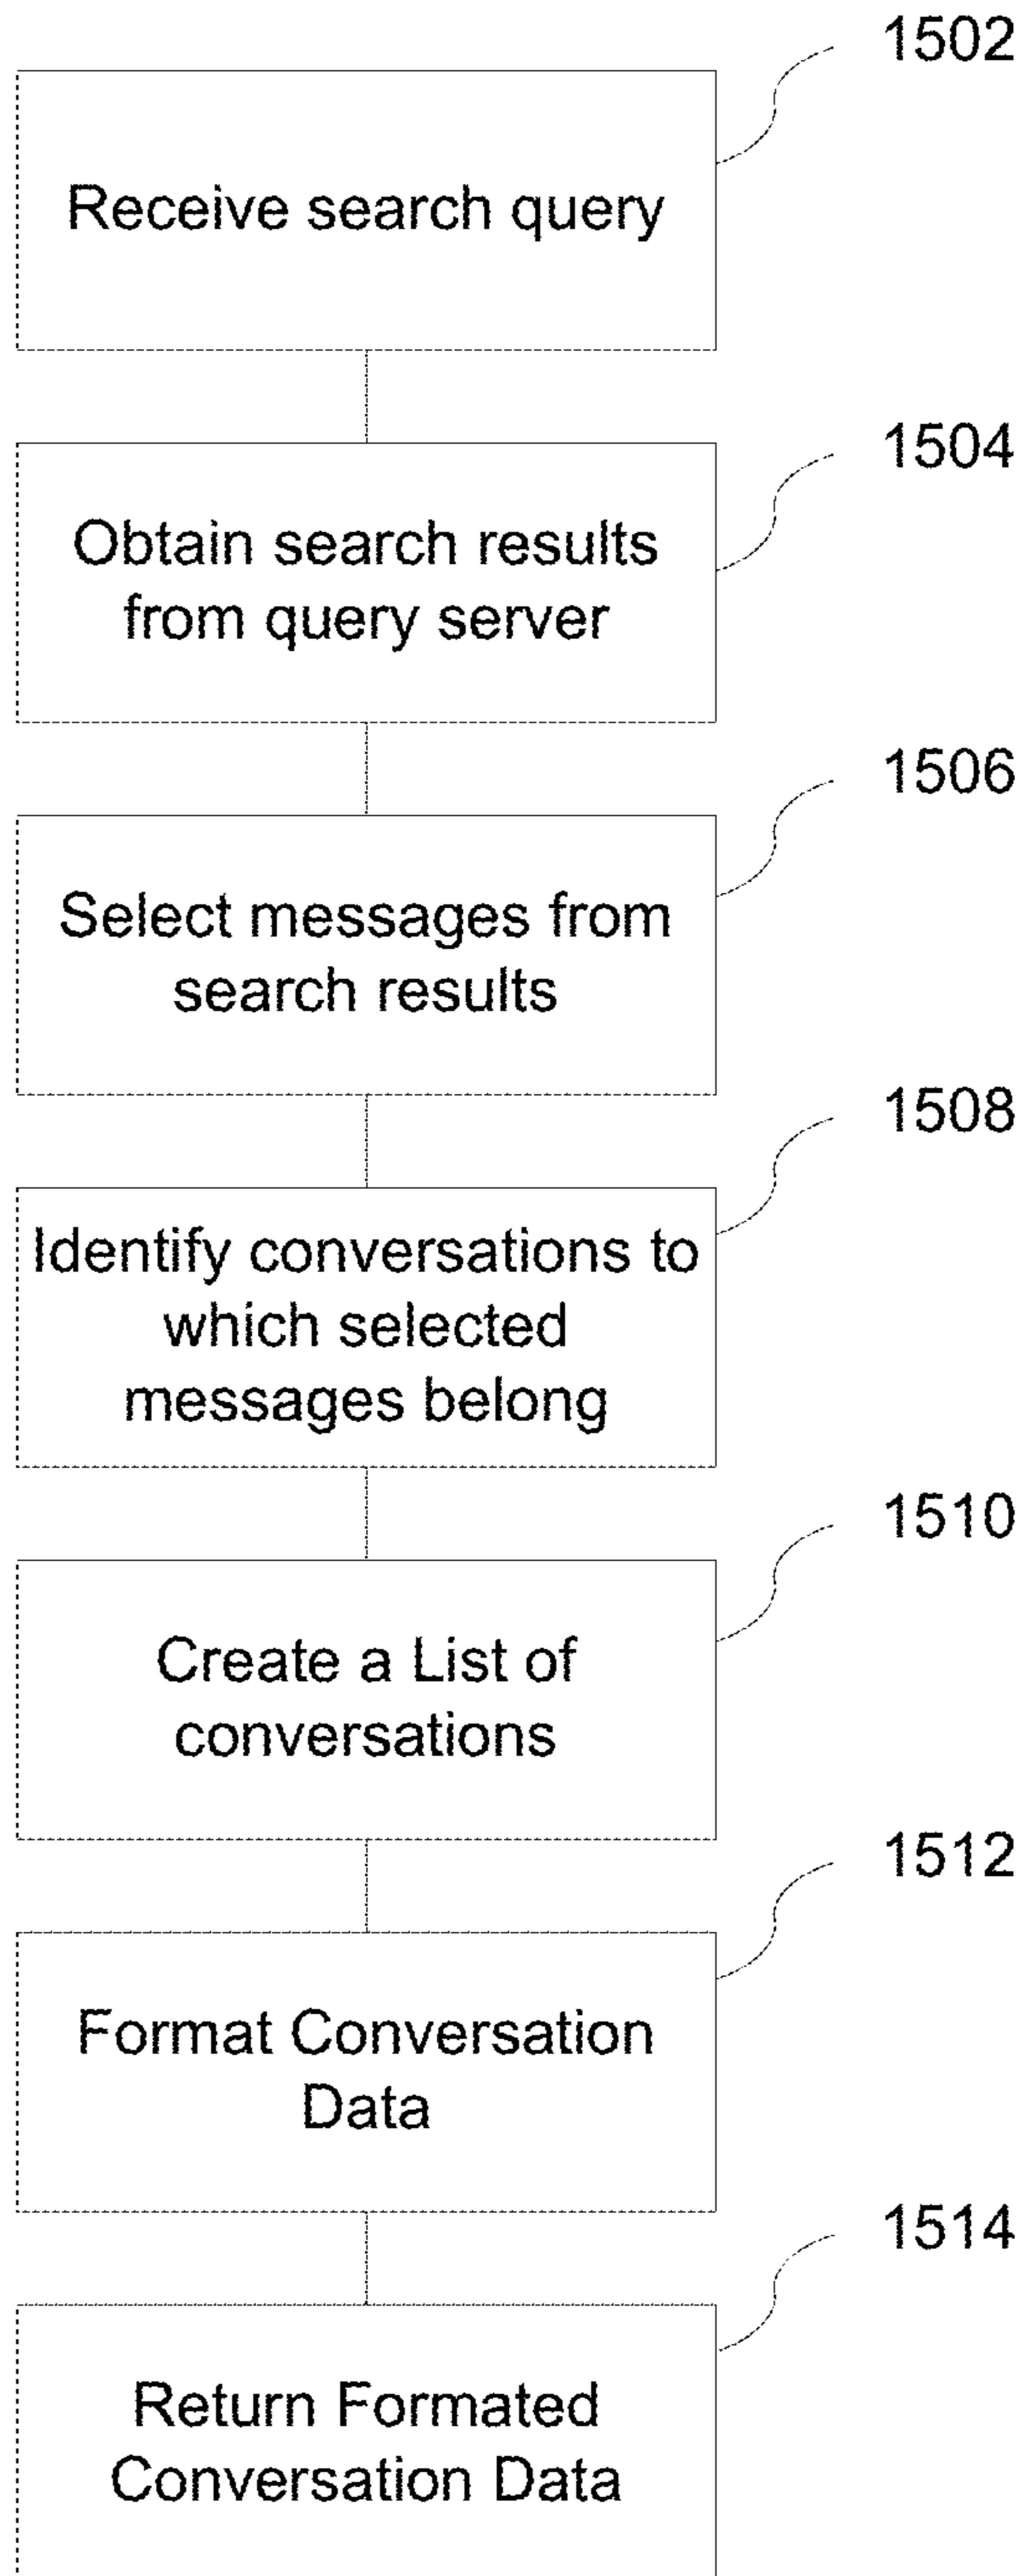 1502
Receive search query
1504
Obtain search results
from query server
1506
Select messages from
search results
1508
Identify conversations to
which selected
messages belong
1510
Create a List of
conversations
1512
Format Conversation
Data
1514
Return Formated
Conversation Data